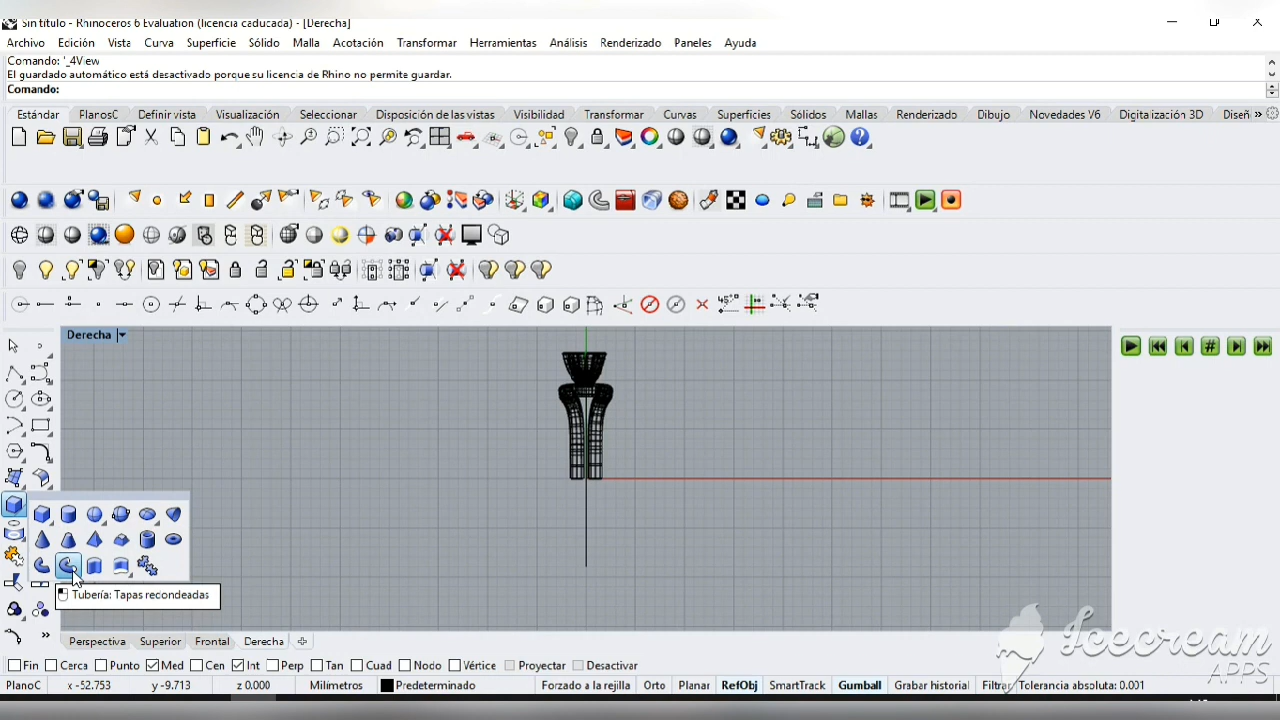 Sin título - Rhinoceros 6 Evaluation (licencia caducada) - [Derecha]
Archivo Edición Vista Curva Superficie Sólido Malla Acotación Transformar Herramientas Análisis Renderizado Paneles Ayuda
Comando: '_4View
El guardado automático está desactivado porque su licencia de Rhino no permite guardar.
Comando:
Estándar PlanosC Definir vista Visualización Seleccionar Disposición de las vistas Visibilidad Transformar Curvas Superficies Sólidos Mallas Renderizado Dibujo Novedades V6 Digitalización 3D Diseñ »
Derecha
Tubería: Tapas redondeadas
Perspectiva Superior Frontal Derecha
Icecream
APPS
Fin Cerca Punto Med Cen Int Perp Tan Cuad Nodo Vértice Proyectar Desactivar
PlanoC x -52.753 y -9.713 z 0.000 Milímetros Predeterminado Forzado a la rejilla Orto Planar RefObj SmartTrack Gumball Grabar historial Filtrar Tolerancia absoluta: 0.001